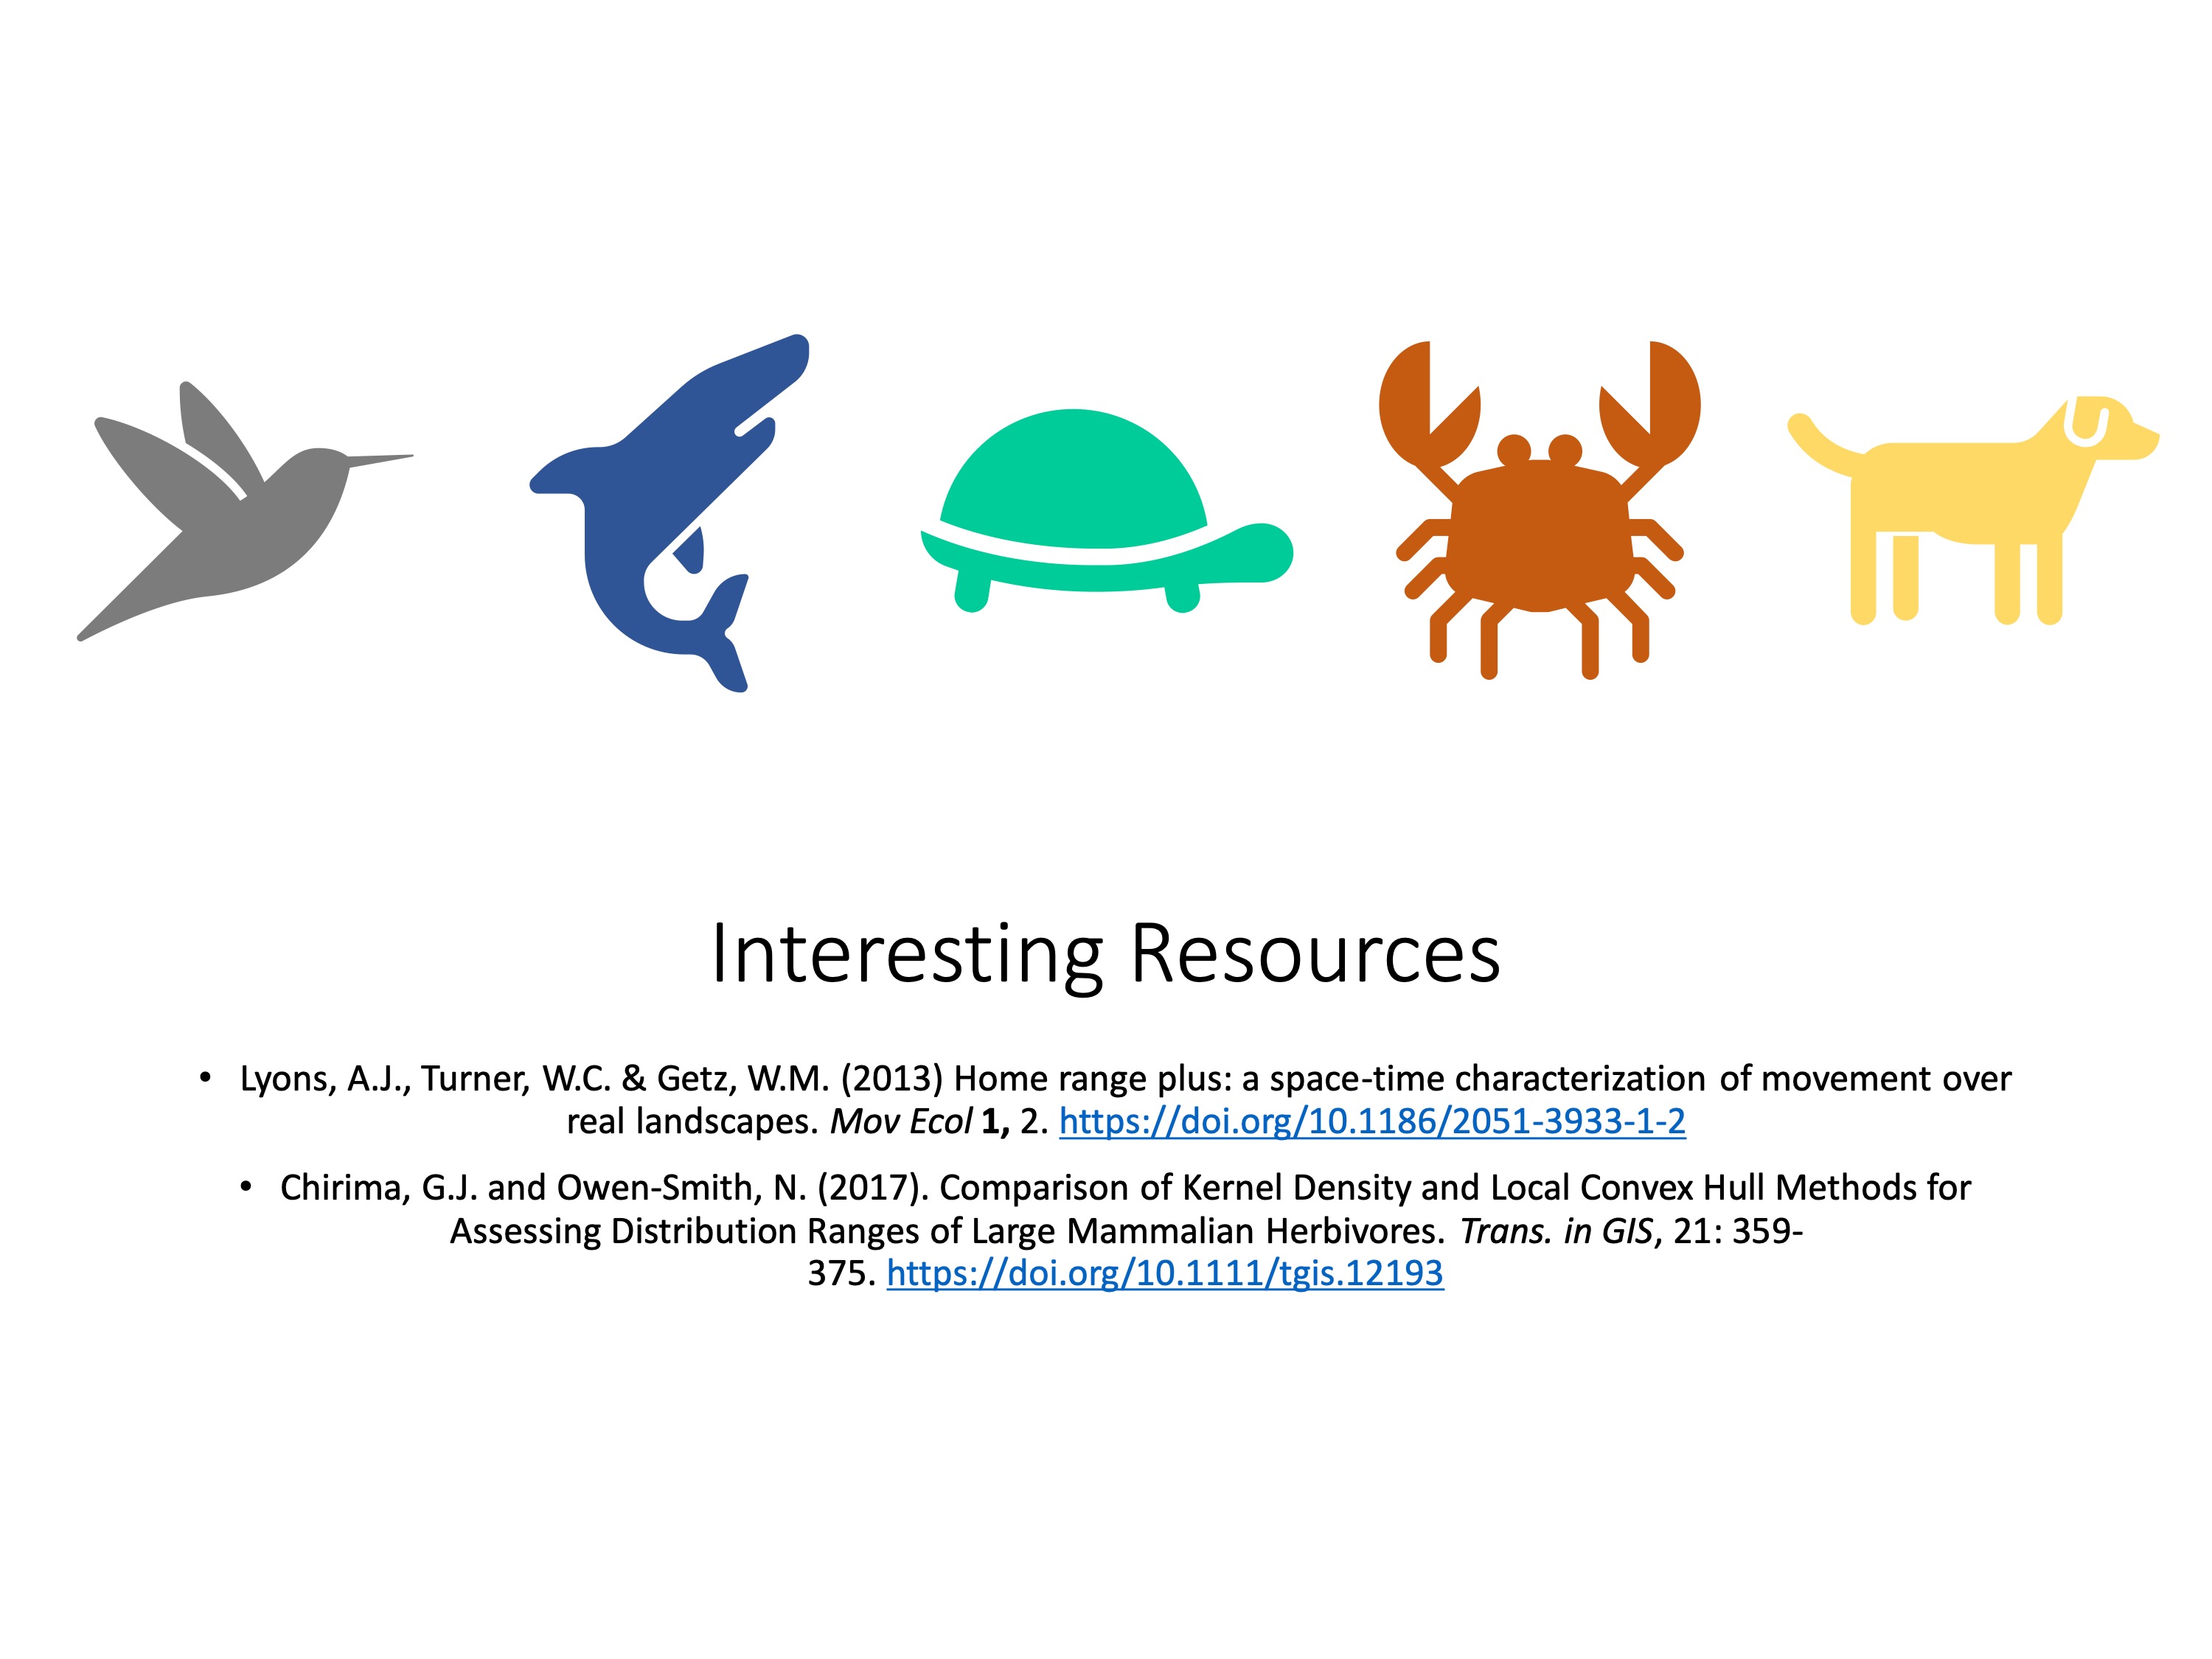 Interesting Resources
• Lyons, A.J., Turner, W.C. & Getz, W.M. (2013) Home range plus: a space-time characterization of movement over
real landscapes. Mov Ecol 1, 2. https://doi.org/10.1186/2051-3933-1-2
• Chirima, G.J. and Owen-Smith, N. (2017). Comparison of Kernel Density and Local Convex Hull Methods for
Assessing Distribution Ranges of Large Mammalian Herbivores. Trans. in GIS, 21: 359-
375. https://doi.org/10.1111/tgis.12193